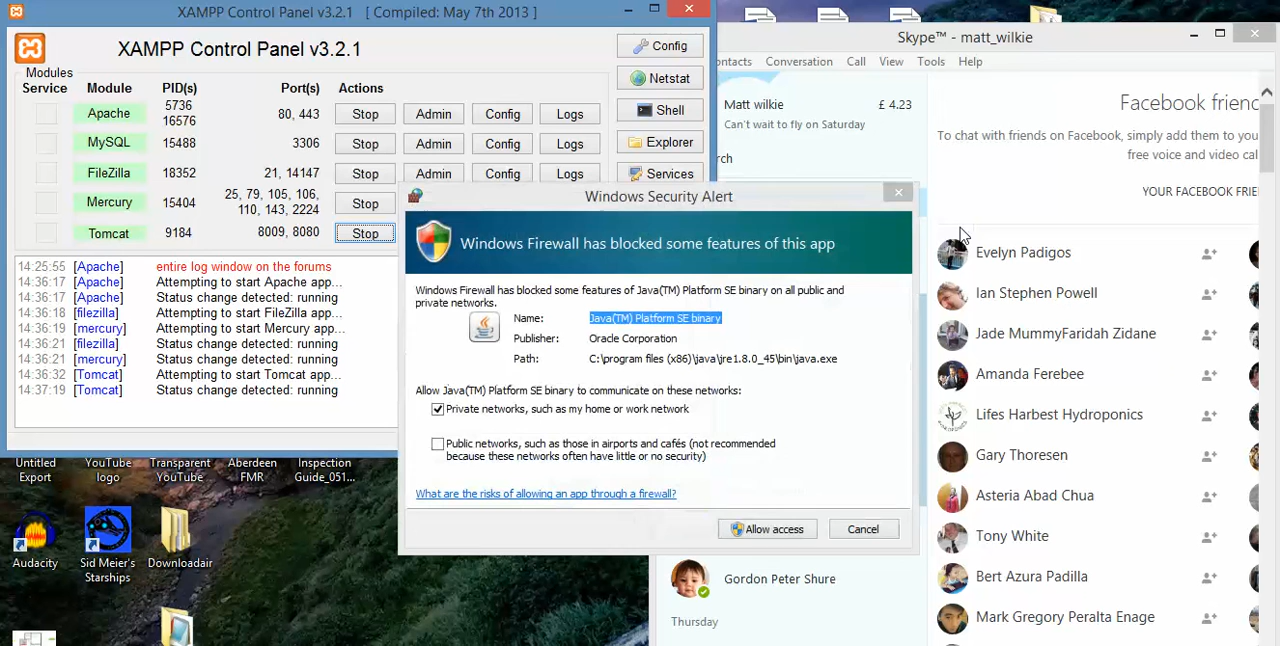 XAMPP Control Panel v3.2.1 [ Compiled: May 7th 2013 ]
XAMPP Control Panel v3.2.1
Config
Netstat
Shell
Explorer
Services
Modules
Service Module PID(s) Port(s) Actions
Apache 5736 16576 80, 443 Stop Admin Config Logs
MySQL 15488 3306 Stop Admin Config Logs
FileZilla 18352 21, 14147 Stop Admin Config Logs
Mercury 15404 25, 79, 105, 106, 110, 143, 2224 Stop
Tomcat 9184 8009, 8080 Stop
14:25:55 [Apache] entire log window on the forums
14:36:17 [Apache] Attempting to start Apache app...
14:36:17 [Apache] Status change detected: running
14:36:18 [filezilla] Attempting to start FileZilla app...
14:36:19 [mercury] Attempting to start Mercury app...
14:36:21 [filezilla] Status change detected: running
14:36:21 [mercury] Status change detected: running
14:36:32 [Tomcat] Attempting to start Tomcat app...
14:37:19 [Tomcat] Status change detected: running
Windows Security Alert
Windows Firewall has blocked some features of this app
Windows Firewall has blocked some features of Java(TM) Platform SE binary on all public and
private networks.
Name: Java(TM) Platform SE binary
Publisher: Oracle Corporation
Path: C:\program files (x86)\java\jre1.8.0_45\bin\java.exe
Allow Java(TM) Platform SE binary to communicate on these networks:
Private networks, such as my home or work network
Public networks, such as those in airports and cafés (not recommended
because these networks often have little or no security)
What are the risks of allowing an app through a firewall?
Allow access Cancel
Skype™ - matt_wilkie
ontacts Conversation Call View Tools Help
Matt wilkie £ 4.23
Can't wait to fly on Saturday
rch
Facebook frienc
To chat with friends on Facebook, simply add them to you
free voice and video cal
YOUR FACEBOOK FRIE
Evelyn Padigos
Ian Stephen Powell
Jade MummyFaridah Zidane
Amanda Ferebee
Lifes Harbest Hydroponics
Gary Thoresen
Asteria Abad Chua
Tony White
Bert Azura Padilla
Mark Gregory Peralta Enage
Gordon Peter Shure
Thursday
Untitled
Export
YouTube
logo
Transparent
YouTube
Aberdeen
FMR
Inspection
Guide_051...
Audacity
Sid Meier's
Starships
Downloadair